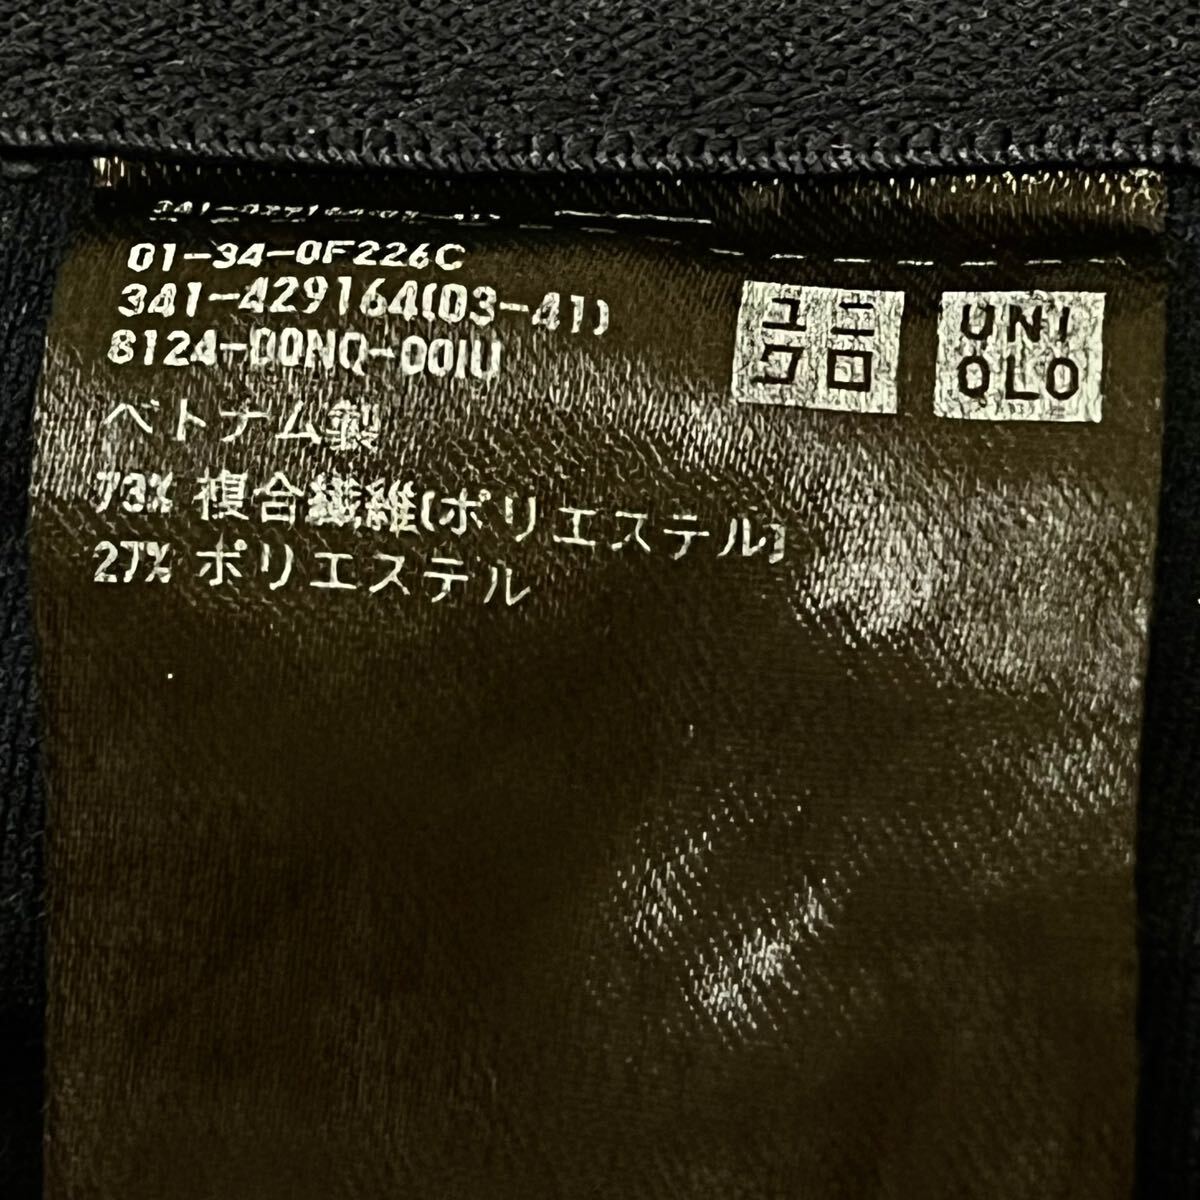 01-34-0F226C
341-429164(03-41)
8124-00NQ-00IU
ユニ
クロ
UNI
QLO
ベトナム製
73% 複合繊維(ポリエステル)
27% ポリエステル